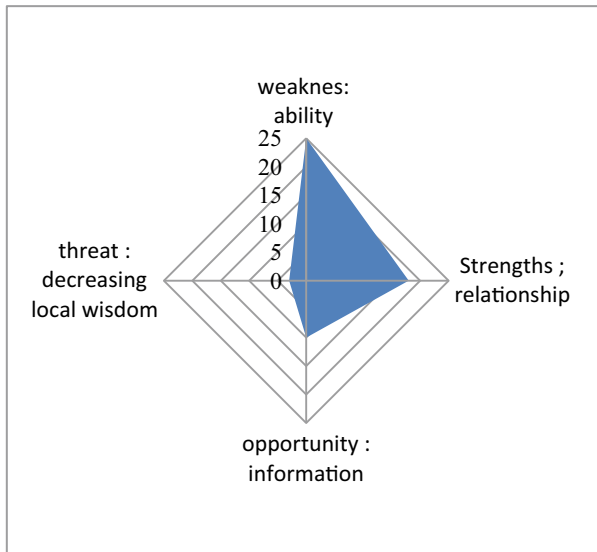 weaknes:
ability
25
20
15
10
5
0
threat :
decreasing
local wisdom
Strengths ;
relationship
opportunity :
information